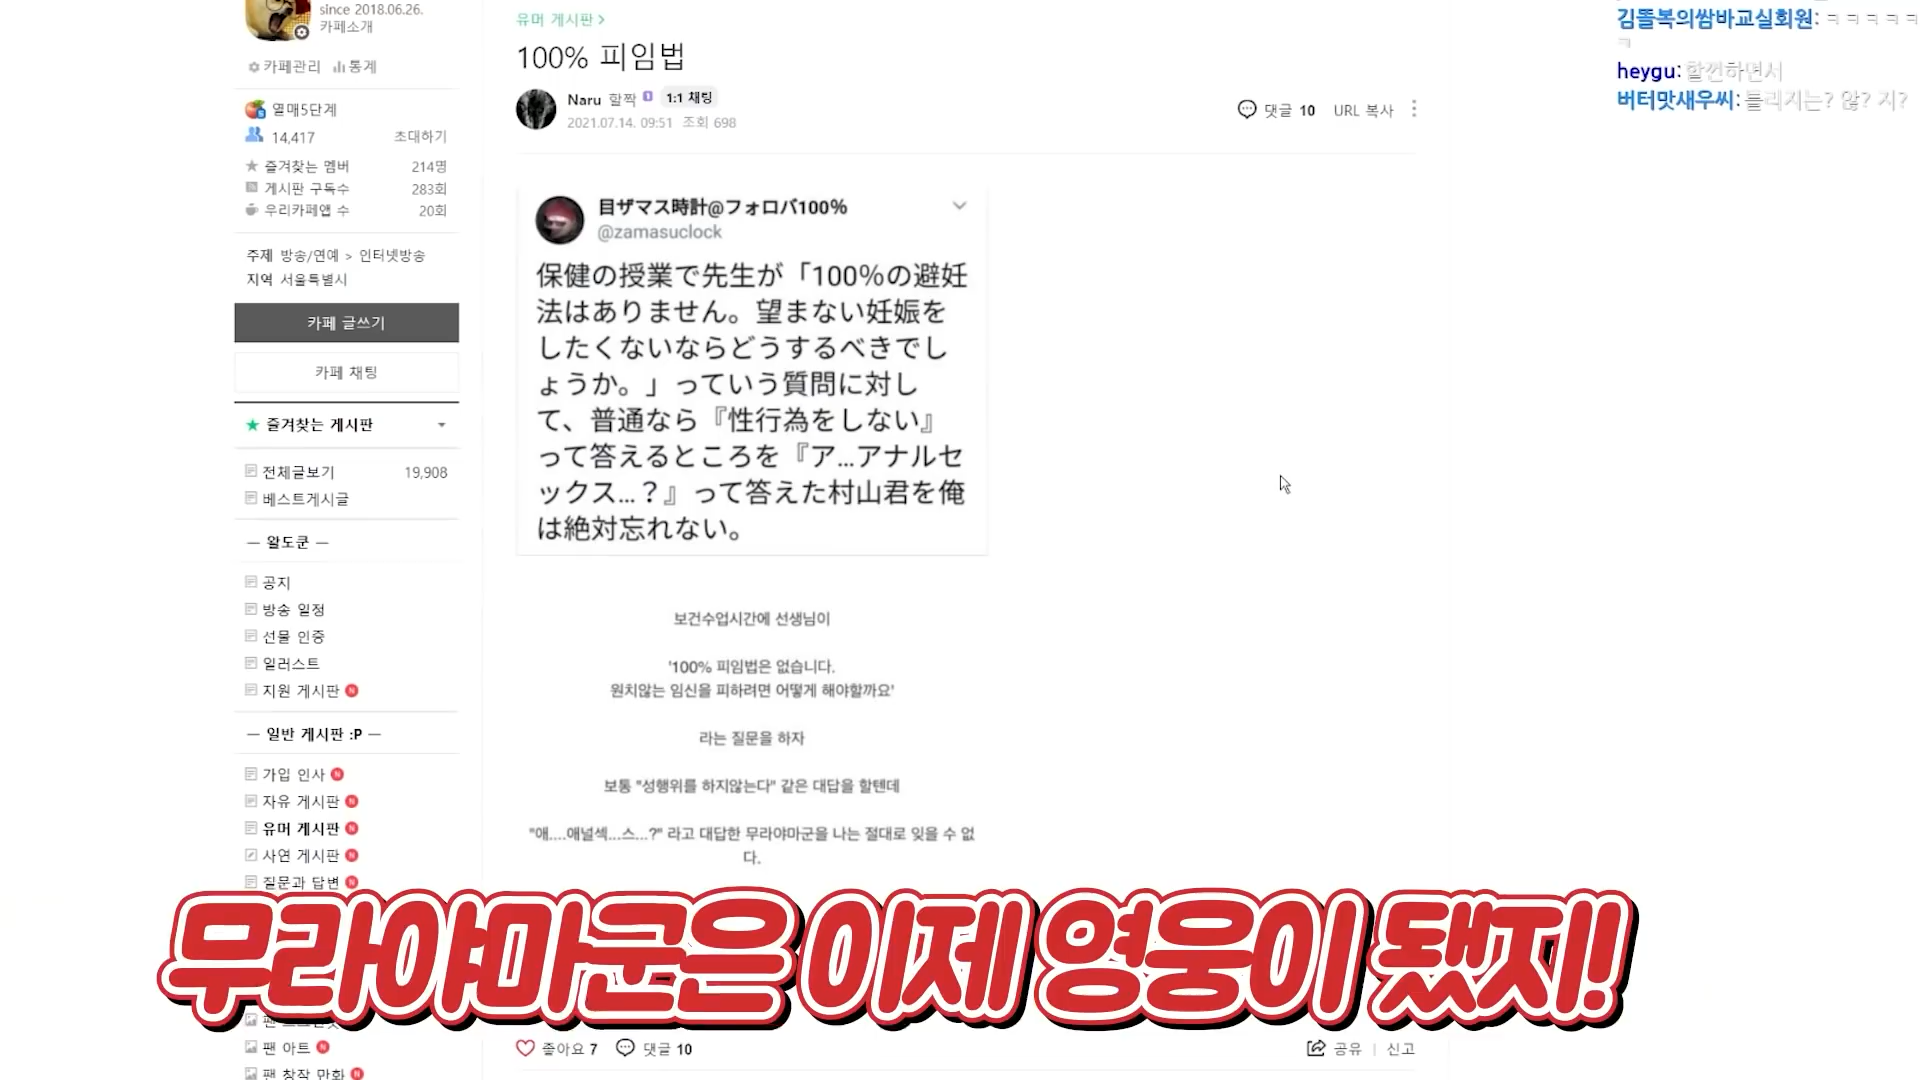 since 2018.06.26.
카페소개
카페관리 통계
열매5단계
14,417 초대하기
즐겨찾는 멤버 214명
게시판 구독수 283회
우리카페앱 수 20회
주제 방송/연예 > 인터넷방송
지역 서울특별시
카페 글쓰기
카페 채팅
즐겨찾는 게시판
전체글보기 19,908
베스트게시글
― 왈도쿤 ―
공지
방송 일정
선물 인증
일러스트
지원 게시판 N
― 일반 게시판 :P ―
가입 인사 N
자유 게시판 N
유머 게시판 N
사연 게시판 N
질문과 답변 N
팬 아트 N
팬 창작 만화 N
유머 게시판 >
100% 피임법
Naru 할짝 1:1 채팅
2021.07.14. 09:51 조회 698
댓글 10 URL 복사
目ザマス時計@フォロバ100%
@zamasuclock
保健の授業で先生が「100%の避妊
法はありません。望まない妊娠を
したくないならどうするべきでし
ょうか。」っていう質問に対し
て、普通なら『性行為をしない』
って答えるところを『ア...アナルセ
ックス...？』って答えた村山君を俺
は絶対忘れない。
보건수업시간에 선생님이
'100% 피임법은 없습니다.
원치않는 임신을 피하려면 어떻게 해야할까요'
라는 질문을 하자
보통 "성행위를 하지않는다" 같은 대답을 할텐데
"애....애널섹...스...?" 라고 대답한 무라야마군을 나는 절대로 잊을 수 없
다.
무라야마군은 이제 영웅이 됐지!
좋아요 7 댓글 10
공유 신고
김똘복의쌈바교실회원: ㅋㅋㅋㅋㅋ
ㅋ
heygu: 할껀하면서
버터맛새우씨: 틀리지는? 않? 지?